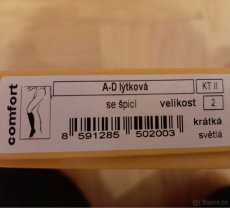 comfort
A-D lýtková
KT II
se špicí
velikost
2
8 591285 502003
krátká
světlá